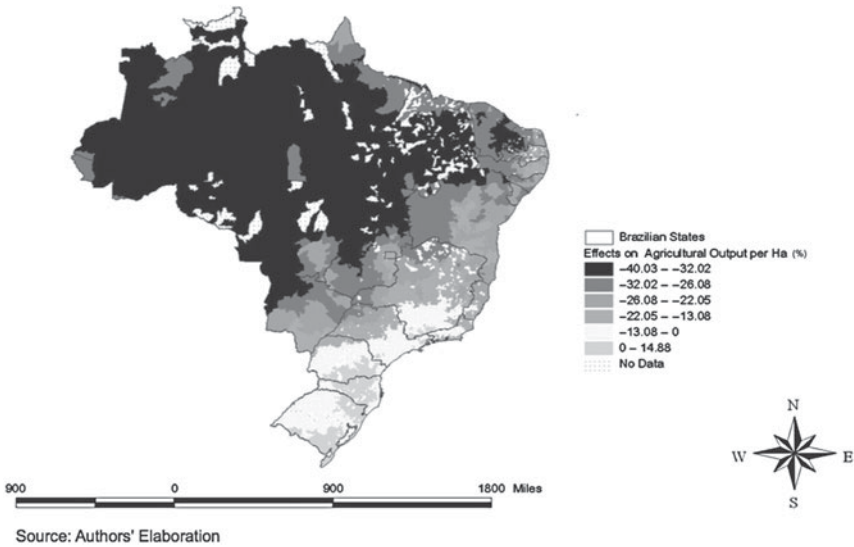 Brazilian States
Effects on Agricultural Output per Ha (%)
−40.03 – −32.02
−32.02 – −26.08
−26.08 – −22.05
−22.05 – −13.08
−13.08 – 0
0 – 14.88
No Data
N
W E
S
900 0 900 1800 Miles
Source: Authors' Elaboration